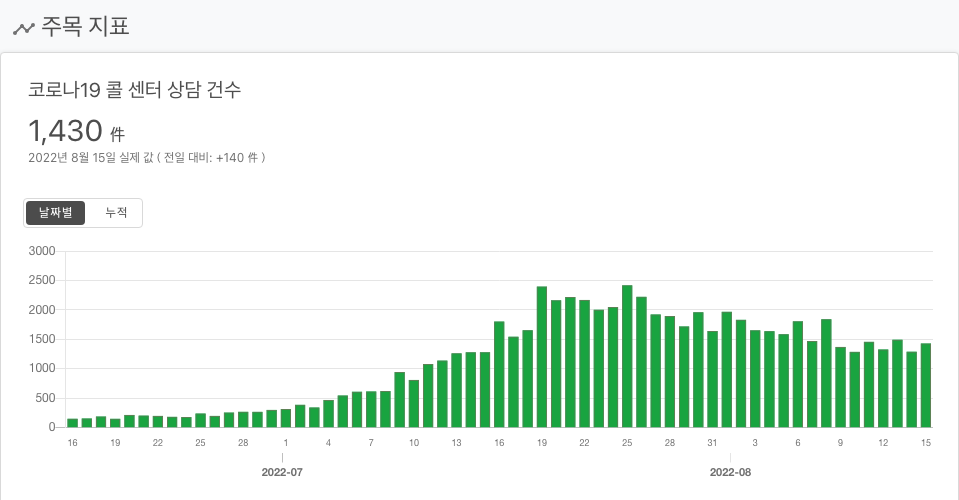 주목 지표
코로나19 콜 센터 상담 건수
1,430 件
2022년 8월 15일 실제 값 ( 전일 대비: +140 件 )
날짜별 누적
3000
2500
2000
1500
1000
500
0
16 19 22 25 28 1 4 7 10 13 16 19 22 25 28 31 3 6 9 12 15
2022-07 2022-08